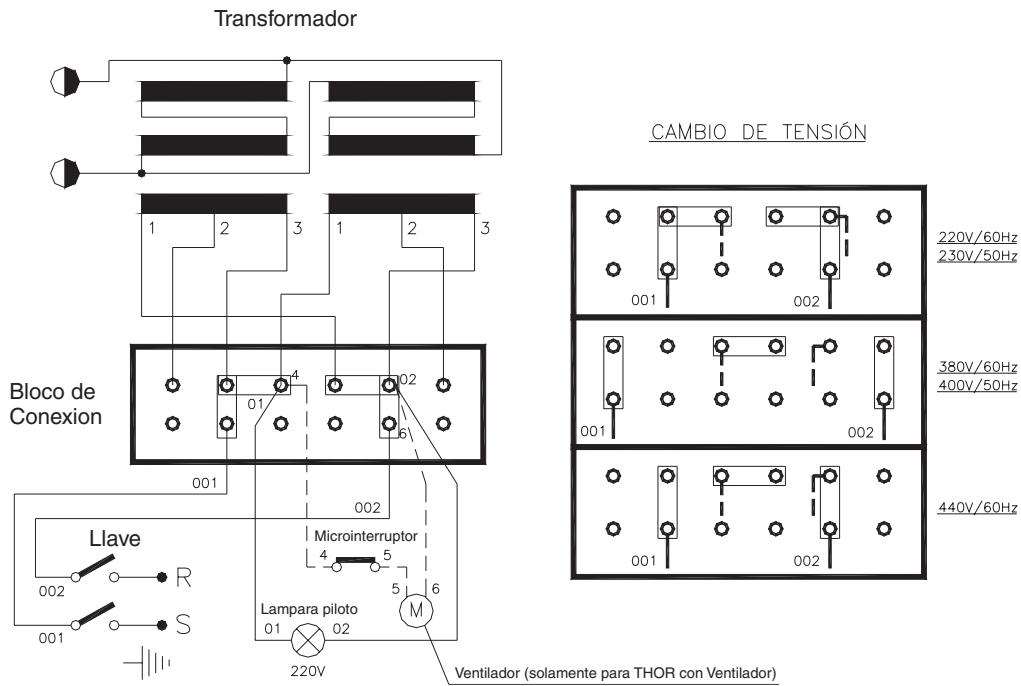 Transformador
CAMBIO DE TENSIÓN
1 2 3 1 2 3
220V/60Hz
230V/50Hz
001 002
380V/60Hz
400V/50Hz
001 002
440V/60Hz
001 002
Bloco de
Conexion
4 02
01
6
001
002
Llave
Microinterruptor
4 5
5 6
002
R
M
Lampara piloto
001
S
01 02
220V
Ventilador (solamente para THOR con Ventilador)